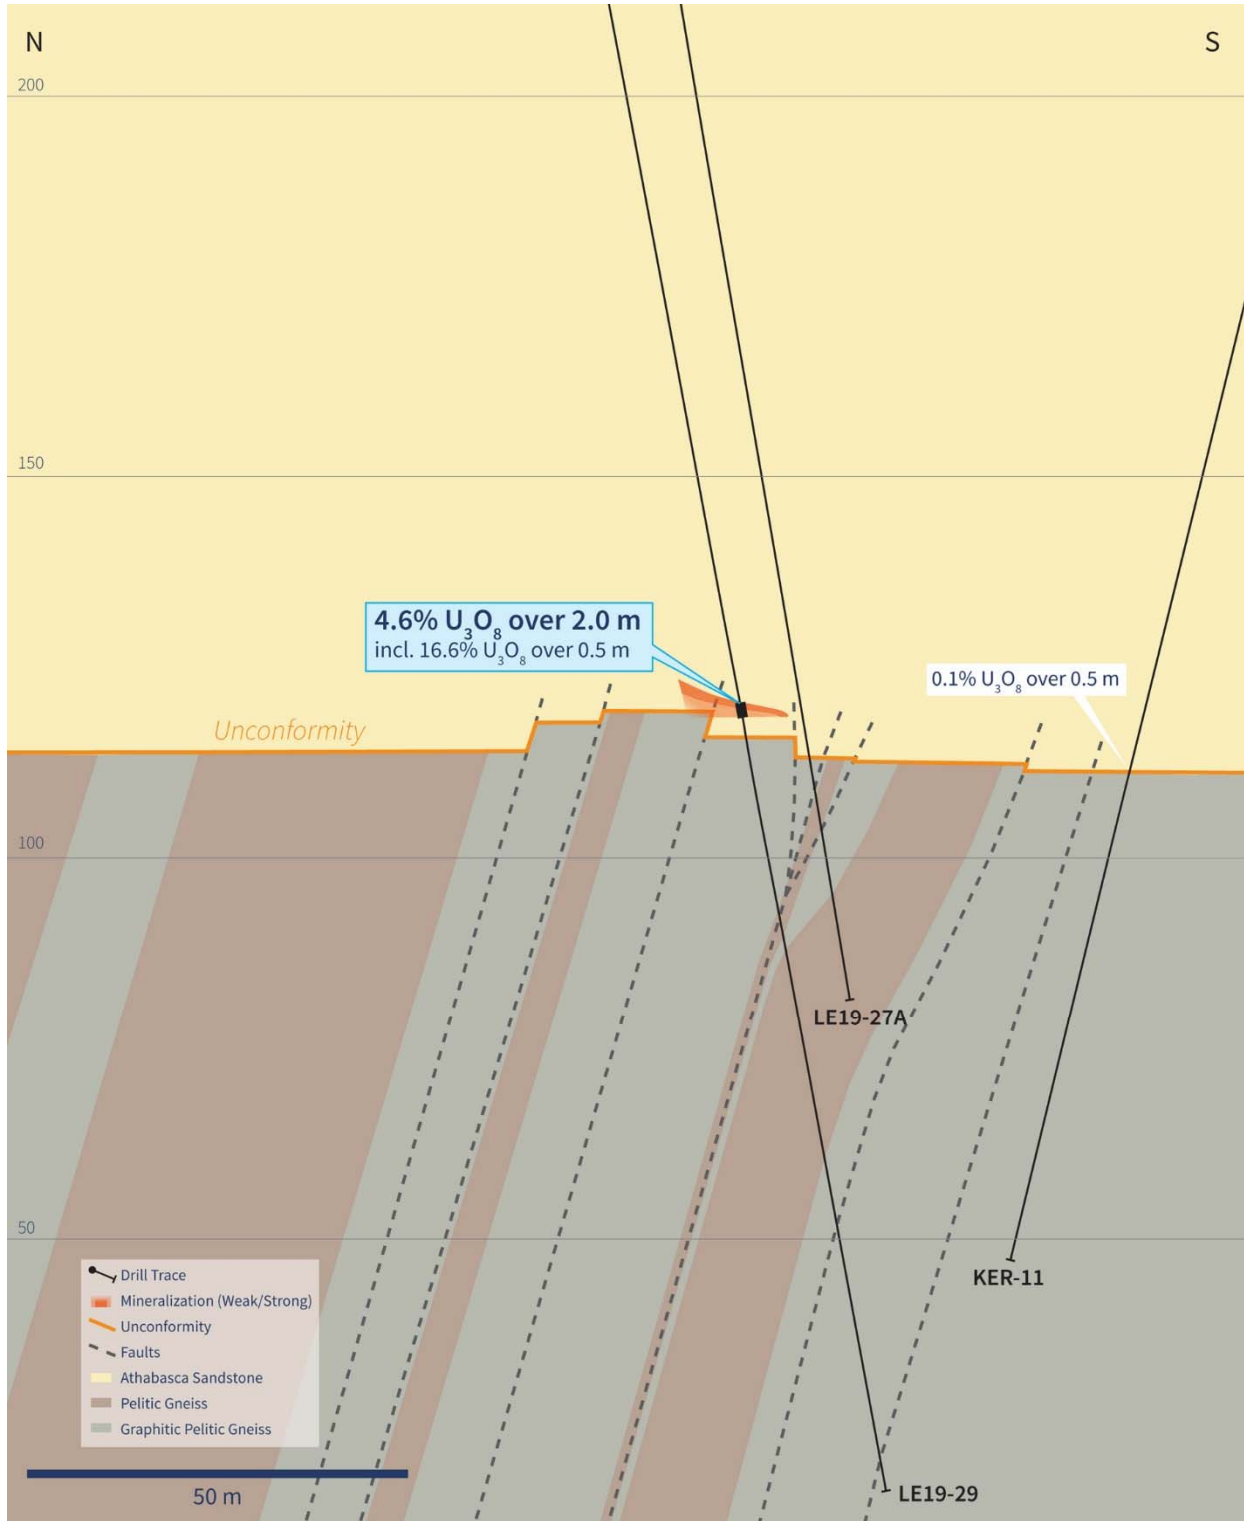 N
S
200
150
4.6% U₃O₈ over 2.0 m
incl. 16.6% U₃O₈ over 0.5 m
0.1% U₃O₈ over 0.5 m
Unconformity
100
LE19-27A
50
KER-11
Drill Trace
Mineralization (Weak/Strong)
Unconformity
Faults
Athabasca Sandstone
Pelitic Gneiss
Graphitic Pelitic Gneiss
50 m
LE19-29